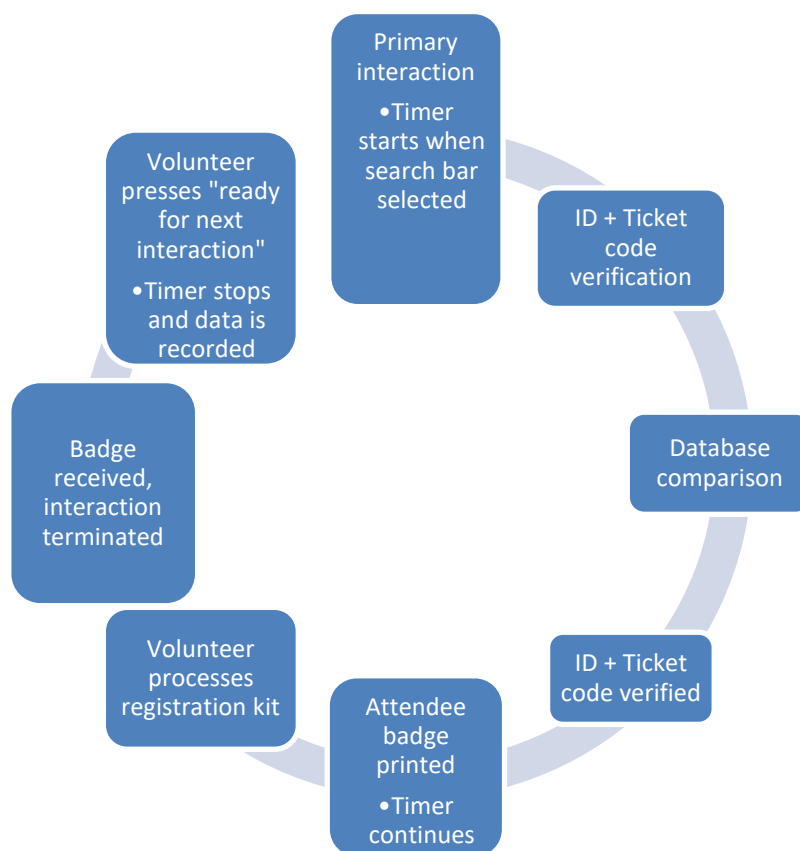 Primary
interaction
•Timer
starts when
search bar
selected
ID + Ticket
code
verification
Database
comparison
ID + Ticket
code verified
Attendee
badge
printed
•Timer
continues
Volunteer
processes
registration kit
Badge
received,
interaction
terminated
Volunteer
presses "ready
for next
interaction"
•Timer stops
and data is
recorded